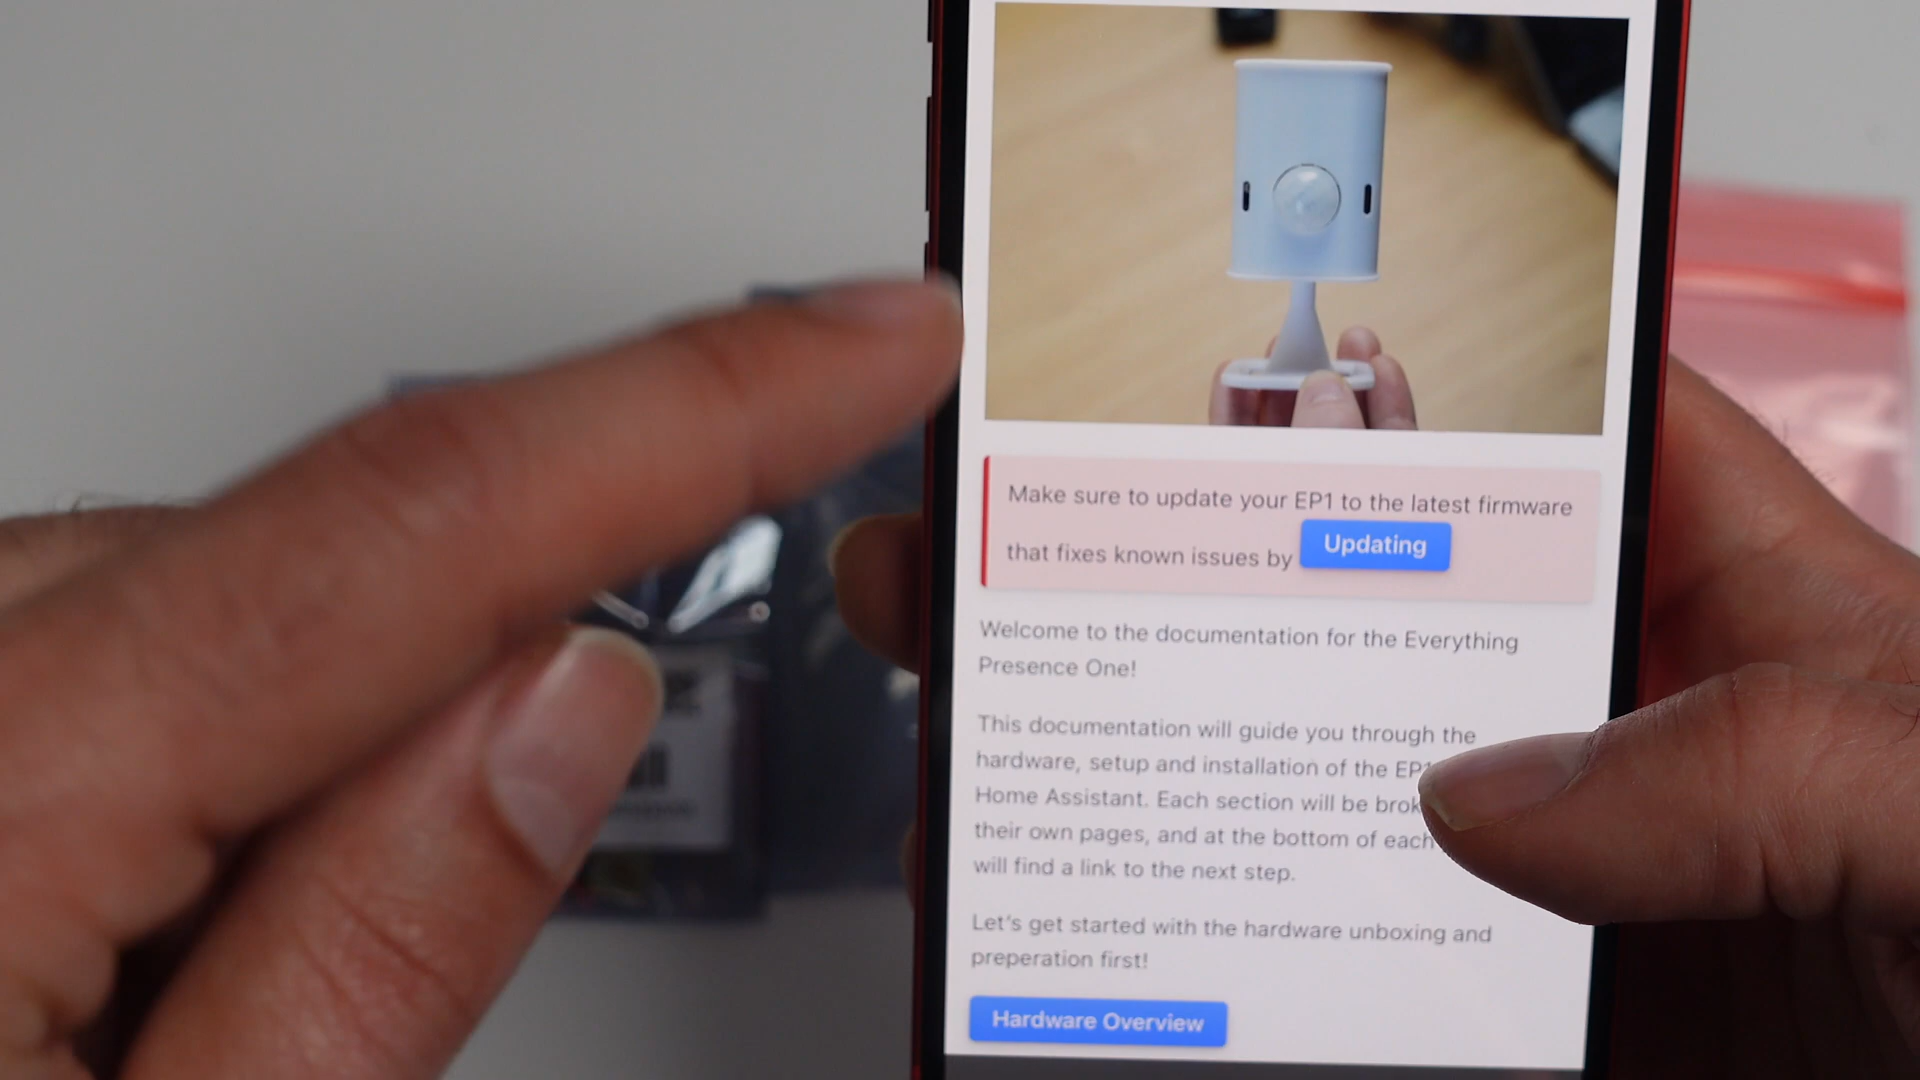 Make sure to update your EP1 to the latest firmware
that fixes known issues by Updating
Welcome to the documentation for the Everything
Presence One!
This documentation will guide you through the
hardware, setup and installation of the EP1
Home Assistant. Each section will be brok
their own pages, and at the bottom of each
will find a link to the next step.
Let's get started with the hardware unboxing and
preperation first!
Hardware Overview